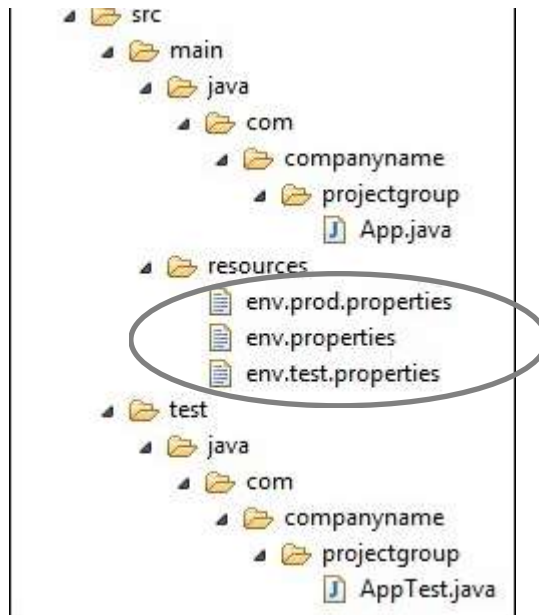 src
main
java
com
companyname
projectgroup
App.java
resources
env.prod.properties
env.properties
env.test.properties
test
java
com
companyname
projectgroup
AppTest.java